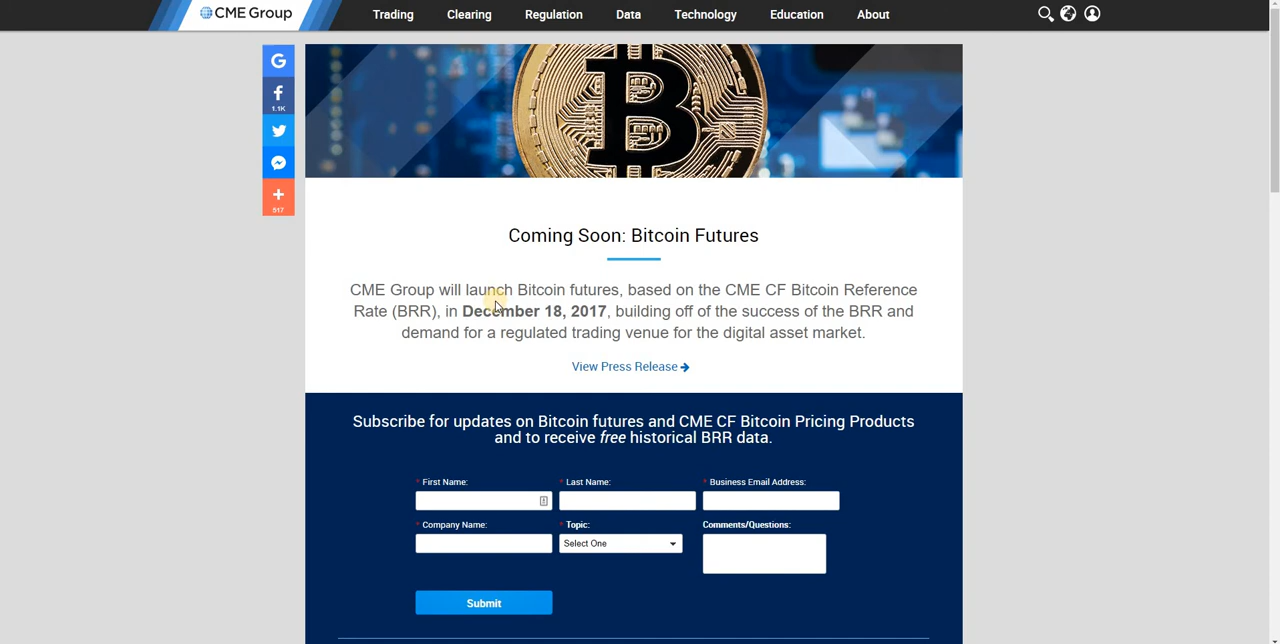 CME Group
Trading
Clearing
Regulation
Data
Technology
Education
About
G
f
1.1K
517
B
Coming Soon: Bitcoin Futures
CME Group will launch Bitcoin futures, based on the CME CF Bitcoin Reference
Rate (BRR), in December 18, 2017, building off of the success of the BRR and
demand for a regulated trading venue for the digital asset market.
View Press Release
Subscribe for updates on Bitcoin futures and CME CF Bitcoin Pricing Products
and to receive free historical BRR data.
* First Name:
* Last Name:
* Business Email Address:
* Company Name:
* Topic:
Comments/Questions:
Select One
Submit